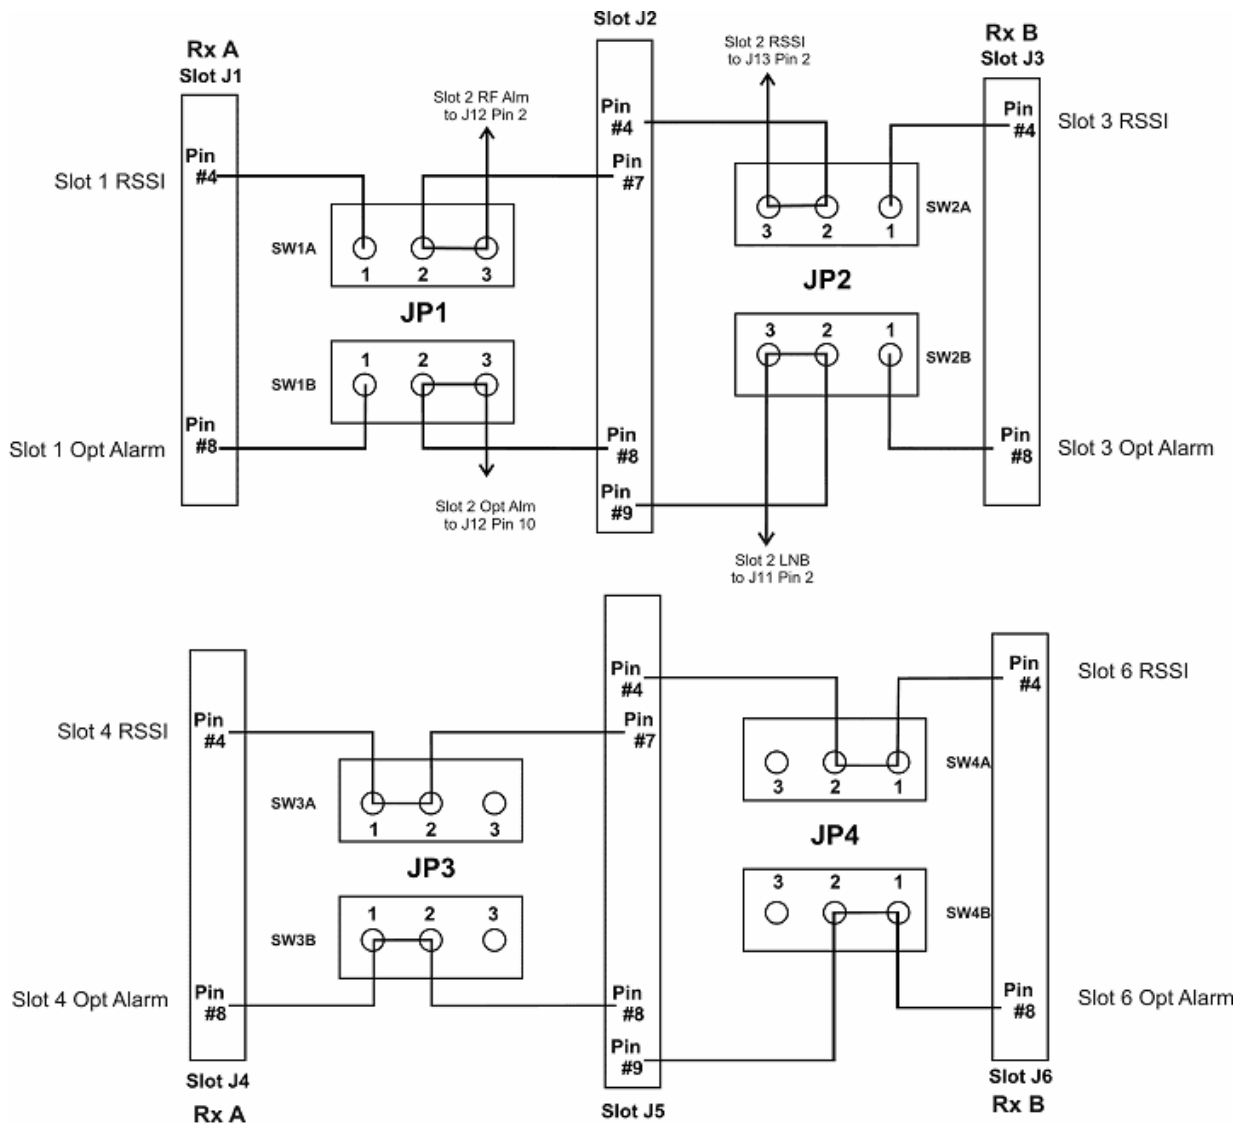 Slot J2
Rx A
Slot J1
Slot 2 RSSI
to J13 Pin 2
Rx B
Slot J3
Slot 2 RF Alm
to J12 Pin 2
Pin
#4
Pin
#4
Slot 3 RSSI
Pin
#4
Slot 1 RSSI
Pin
#7
SW1A
1 2 3
3 2 1
SW2A
JP1
JP2
SW1B
1 2 3
3 2 1
SW2B
Pin
#8
Slot 1 Opt Alarm
Pin
#8
Pin
#8
Slot 3 Opt Alarm
Slot 2 Opt Alm
to J12 Pin 10
Pin
#9
Slot 2 LNB
to J11 Pin 2
Pin
#4
Pin
#4
Slot 6 RSSI
Slot 4 RSSI
Pin
#4
Pin
#7
SW3A
1 2 3
3 2 1
SW4A
JP3
JP4
SW3B
1 2 3
3 2 1
SW4B
Slot 4 Opt Alarm
Pin
#8
Pin
#8
Pin
#8
Slot 6 Opt Alarm
Pin
#9
Slot J4
Rx A
Slot J5
Slot J6
Rx B